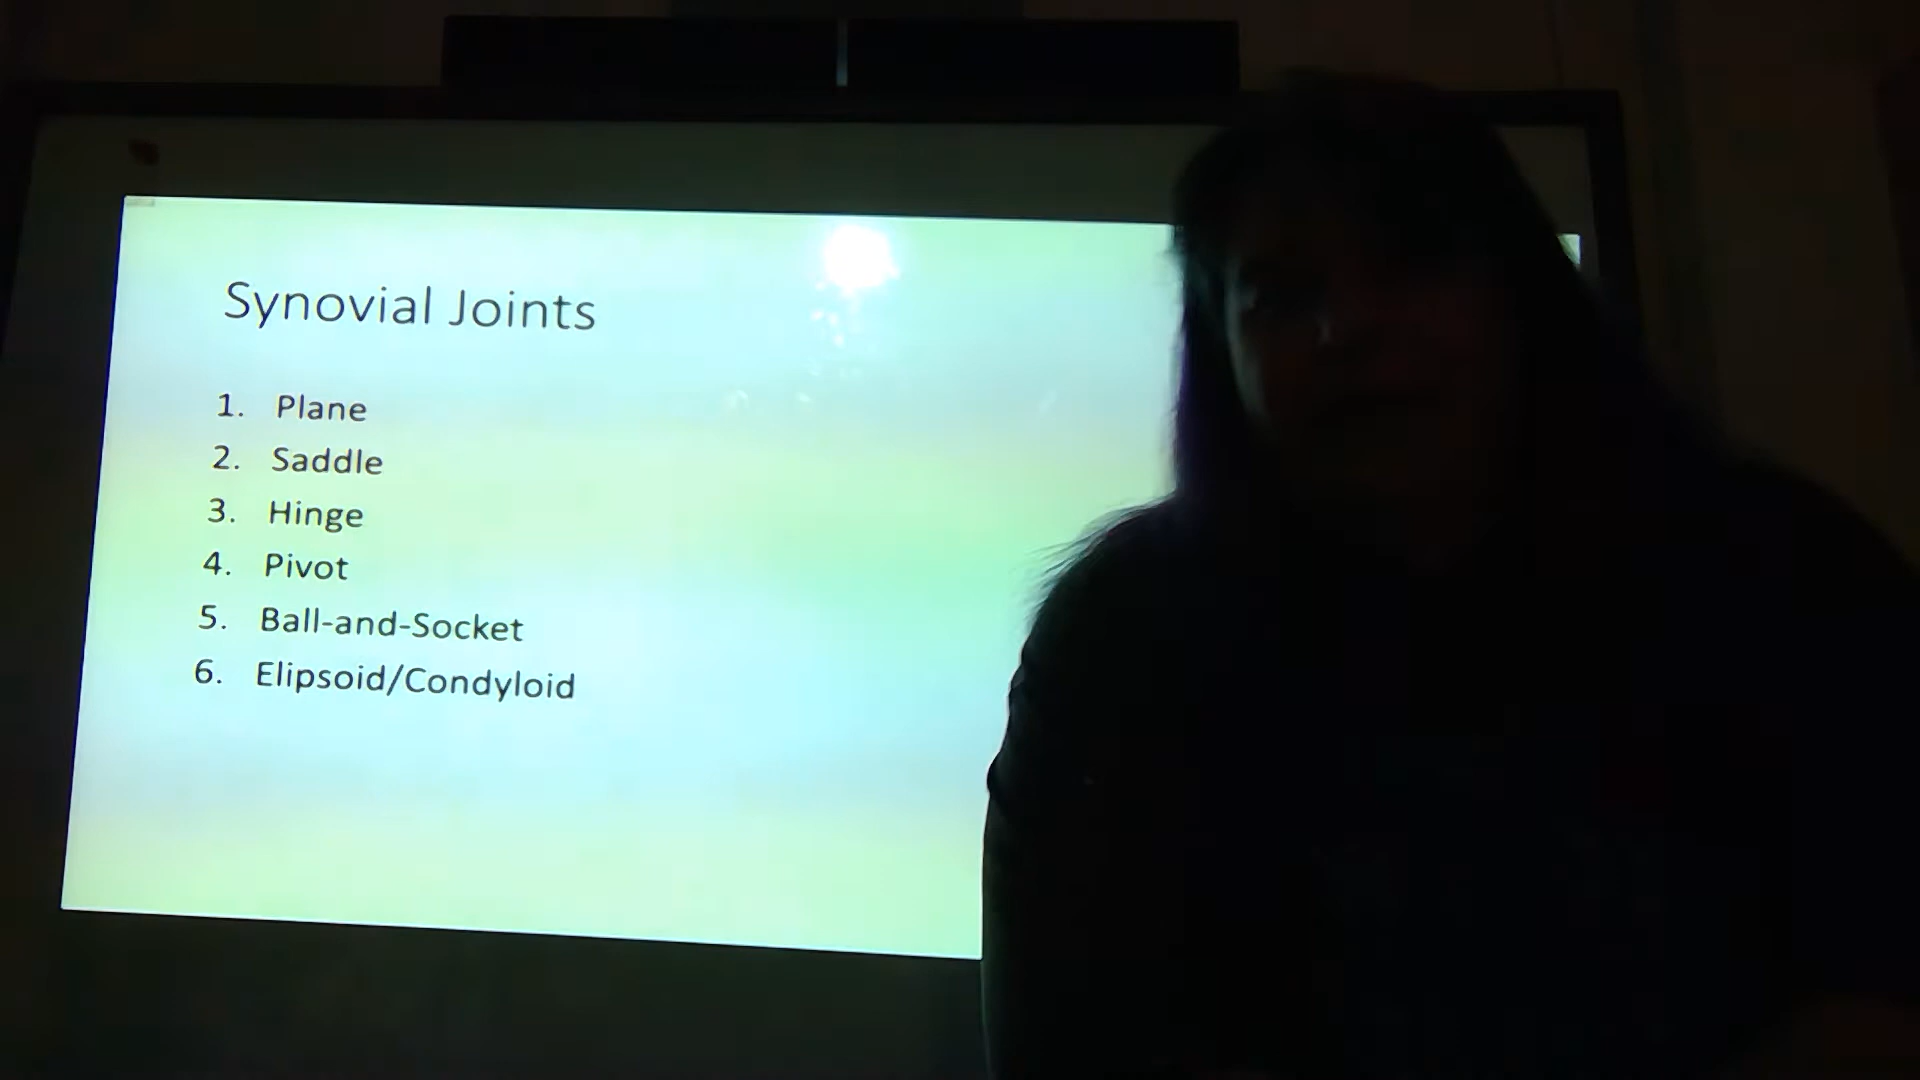 Synovial Joints
1. Plane
2. Saddle
3. Hinge
4. Pivot
5. Ball-and-Socket
6. Elipsoid/Condyloid